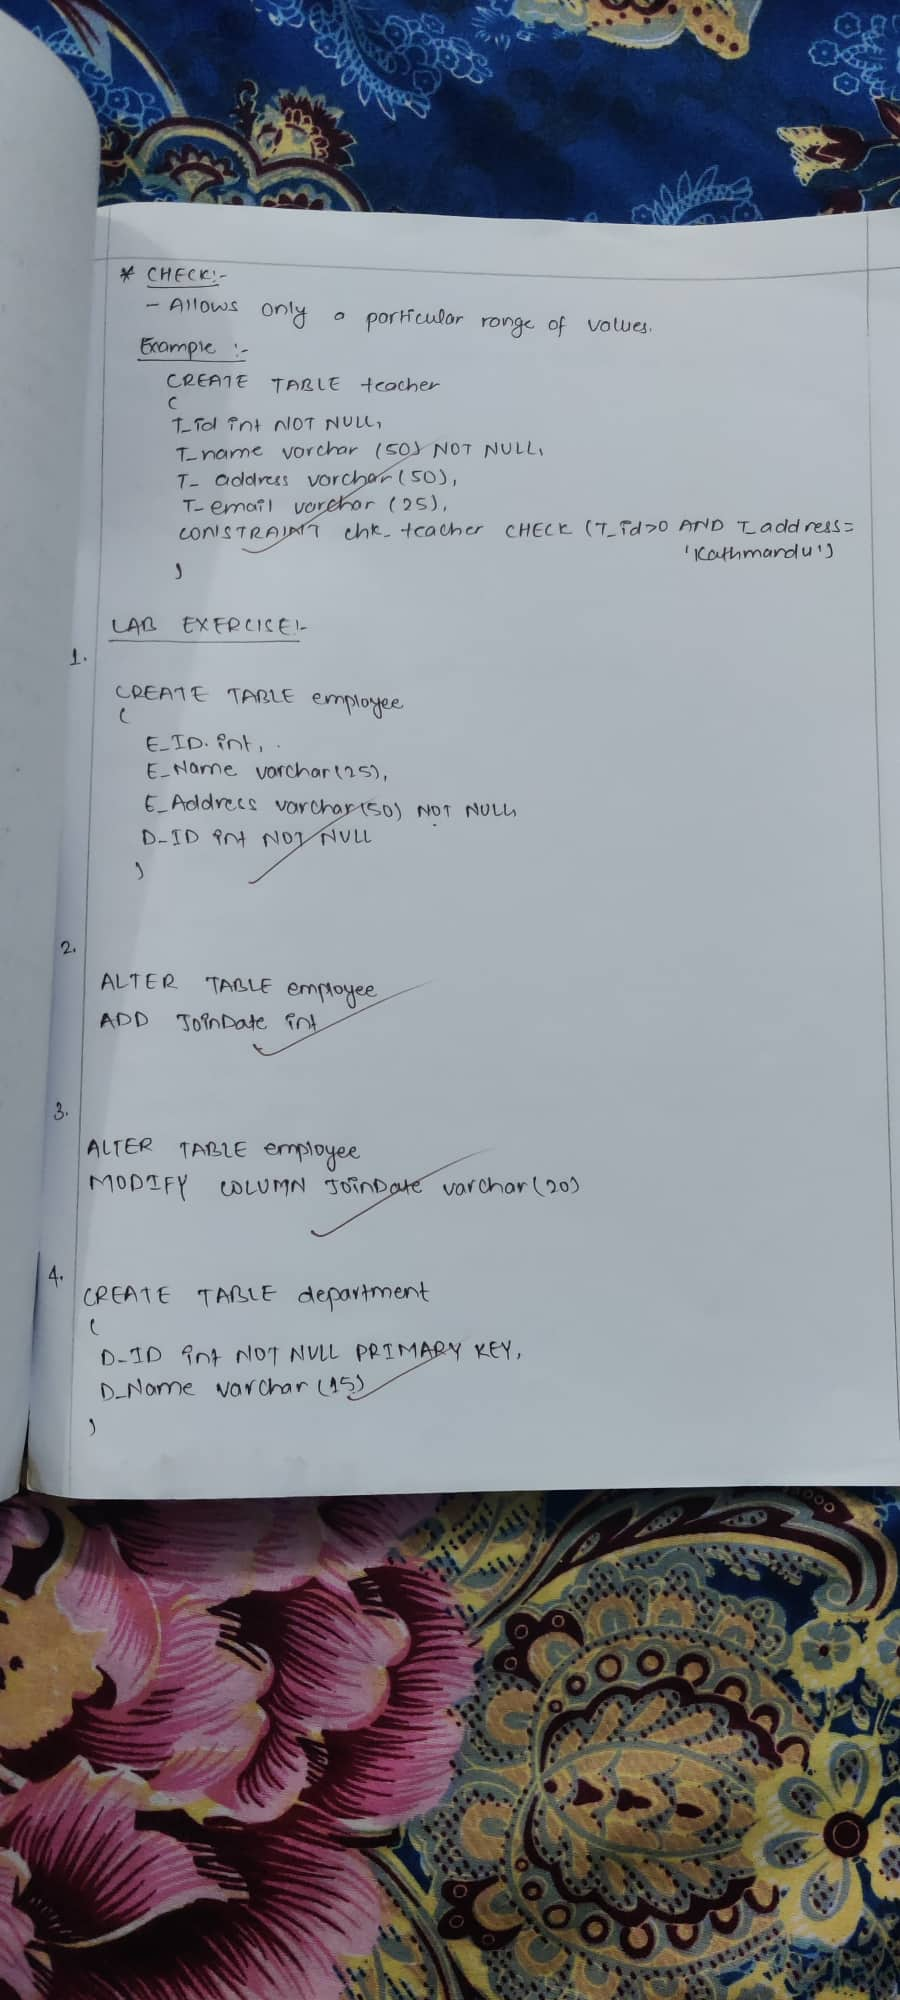 * CHECK:-
- Allows only a particular range of values.
Example :-
CREATE TABLE teacher
(
T_id int NOT NULL,
T_name varchar (50) NOT NULL,
T_ address varchar (50),
T_email varchar (25),
CONSTRAINT chk_teacher CHECK (T_id>0 AND T_address=
'Kathmandu')
)
LAB EXERCISE:-
1.
CREATE TABLE employee
(
E_ID int,
E_Name varchar(25),
E_Address varchar(50) NOT NULL,
D_ID int NOT NULL
)
2.
ALTER TABLE employee
ADD JoinDate int
3.
ALTER TABLE employee
MODIFY COLUMN JoinDate varchar(20)
4.
CREATE TABLE department
(
D_ID int NOT NULL PRIMARY KEY,
D_Name varchar (15)
)